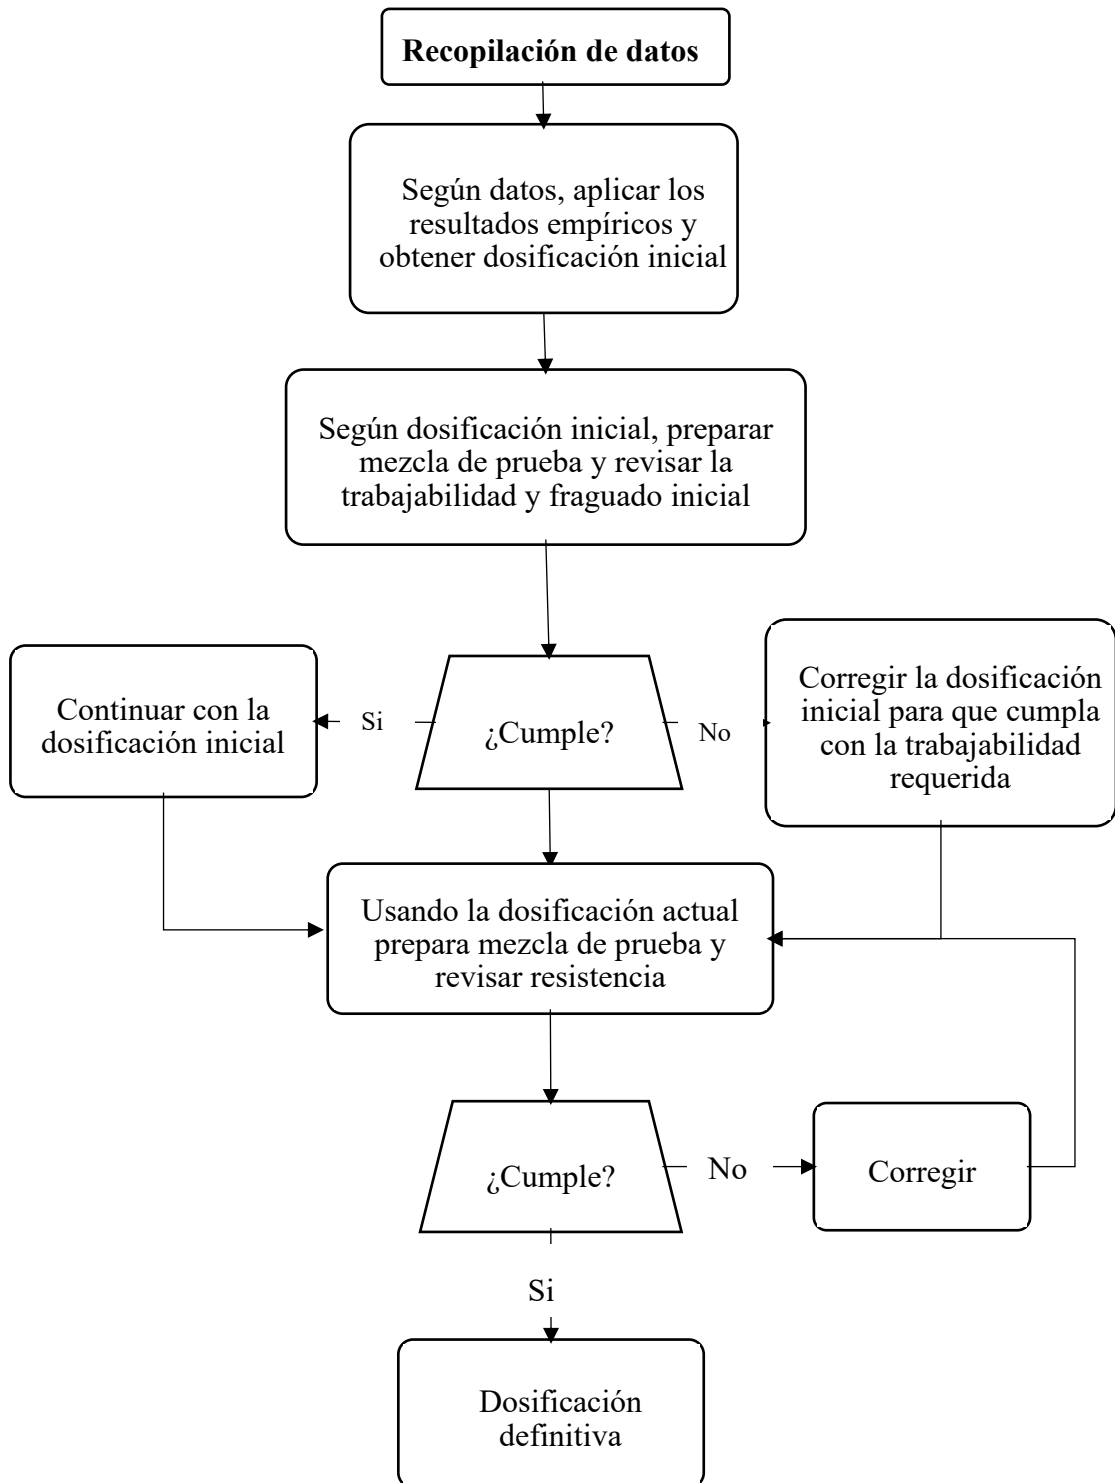 Recopilación de datos
Según datos, aplicar los
resultados empíricos y
obtener dosificación inicial
Según dosificación inicial, preparar
mezcla de prueba y revisar la
trabajabilidad y fraguado inicial
Continuar con la
dosificación inicial
Si
¿Cumple?
No
Corregir la dosificación
inicial para que cumpla
con la trabajabilidad
requerida
Usando la dosificación actual
prepara mezcla de prueba y
revisar resistencia
¿Cumple?
No
Corregir
Si
Dosificación
definitiva